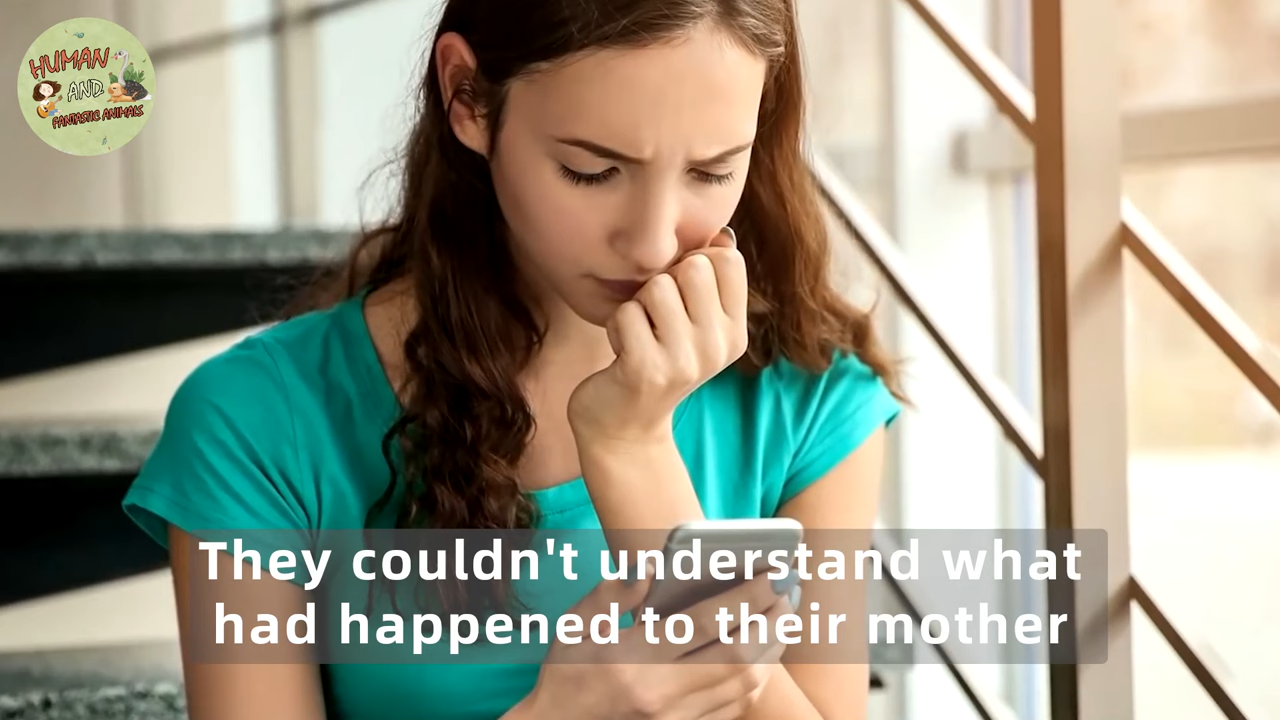 HUMAN
AND
FANTASTIC ANIMALS
They couldn't understand what
had happened to their mother